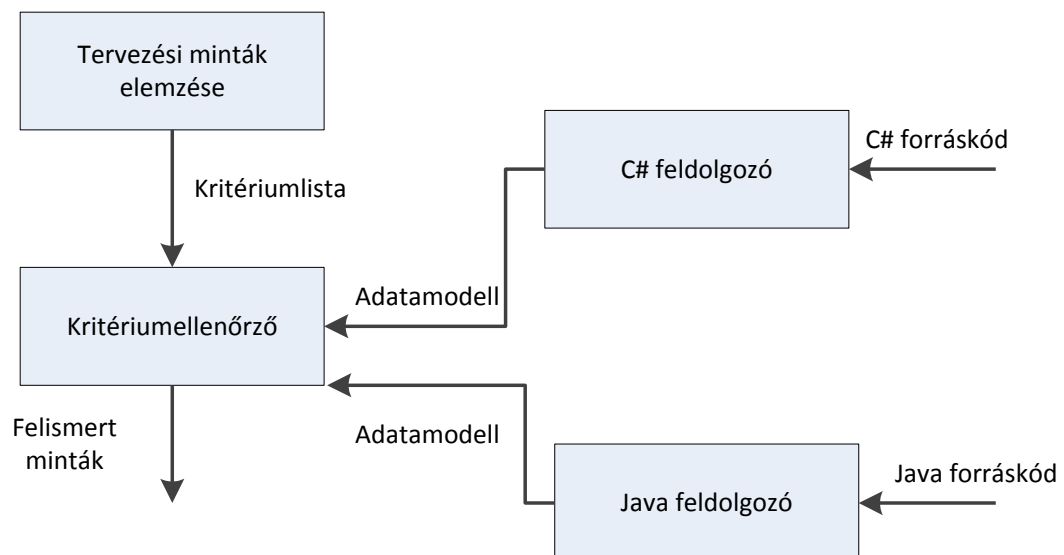 Tervezési minták
elemzése
C# forráskód
C# feldolgozó
Kritériumlista
Adatamodell
Kritériumellenőrző
Felismert
minták
Adatamodell
Java forráskód
Java feldolgozó